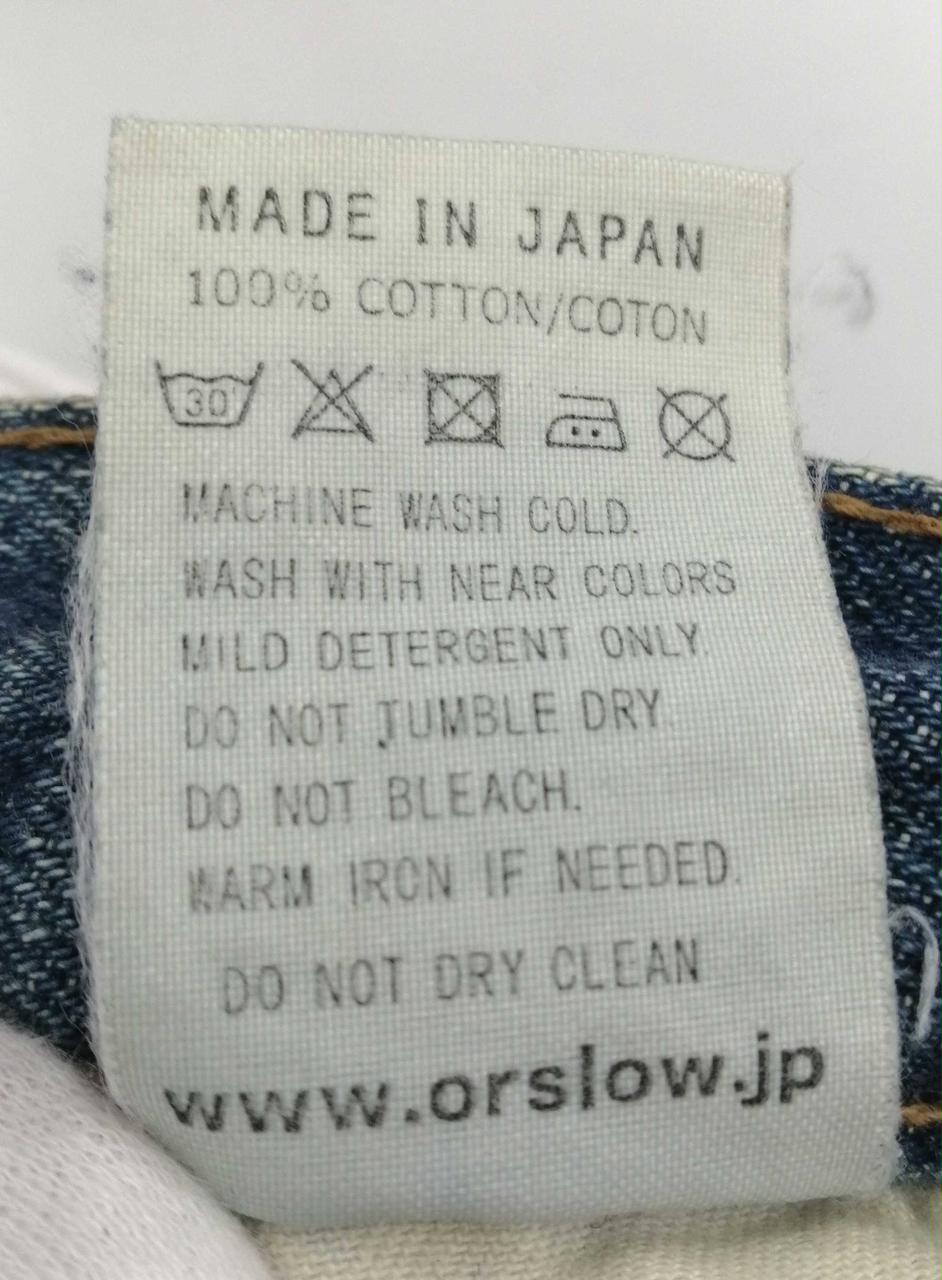 MADE IN JAPAN
100% COTTON/COTON
30
MACHINE WASH COLD.
WASH WITH NEAR COLORS
MILD DETERGENT ONLY.
DO NOT TUMBLE DRY.
DO NOT BLEACH.
WARM IRON IF NEEDED.
DO NOT DRY CLEAN
www.orslow.jp